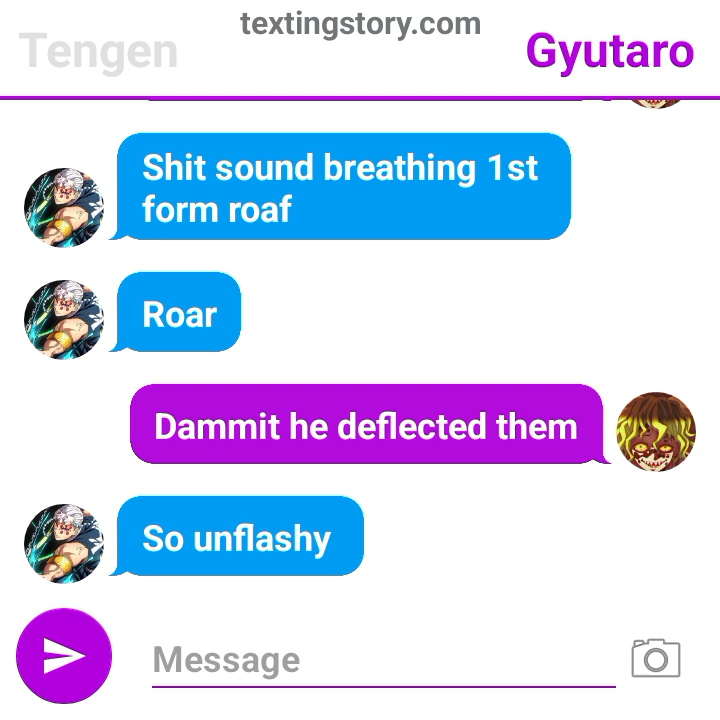 textingstory.com
Tengen
Gyutaro
Shit sound breathing 1st
form roaf
Roar
Dammit he deflected them
So unflashy
Message